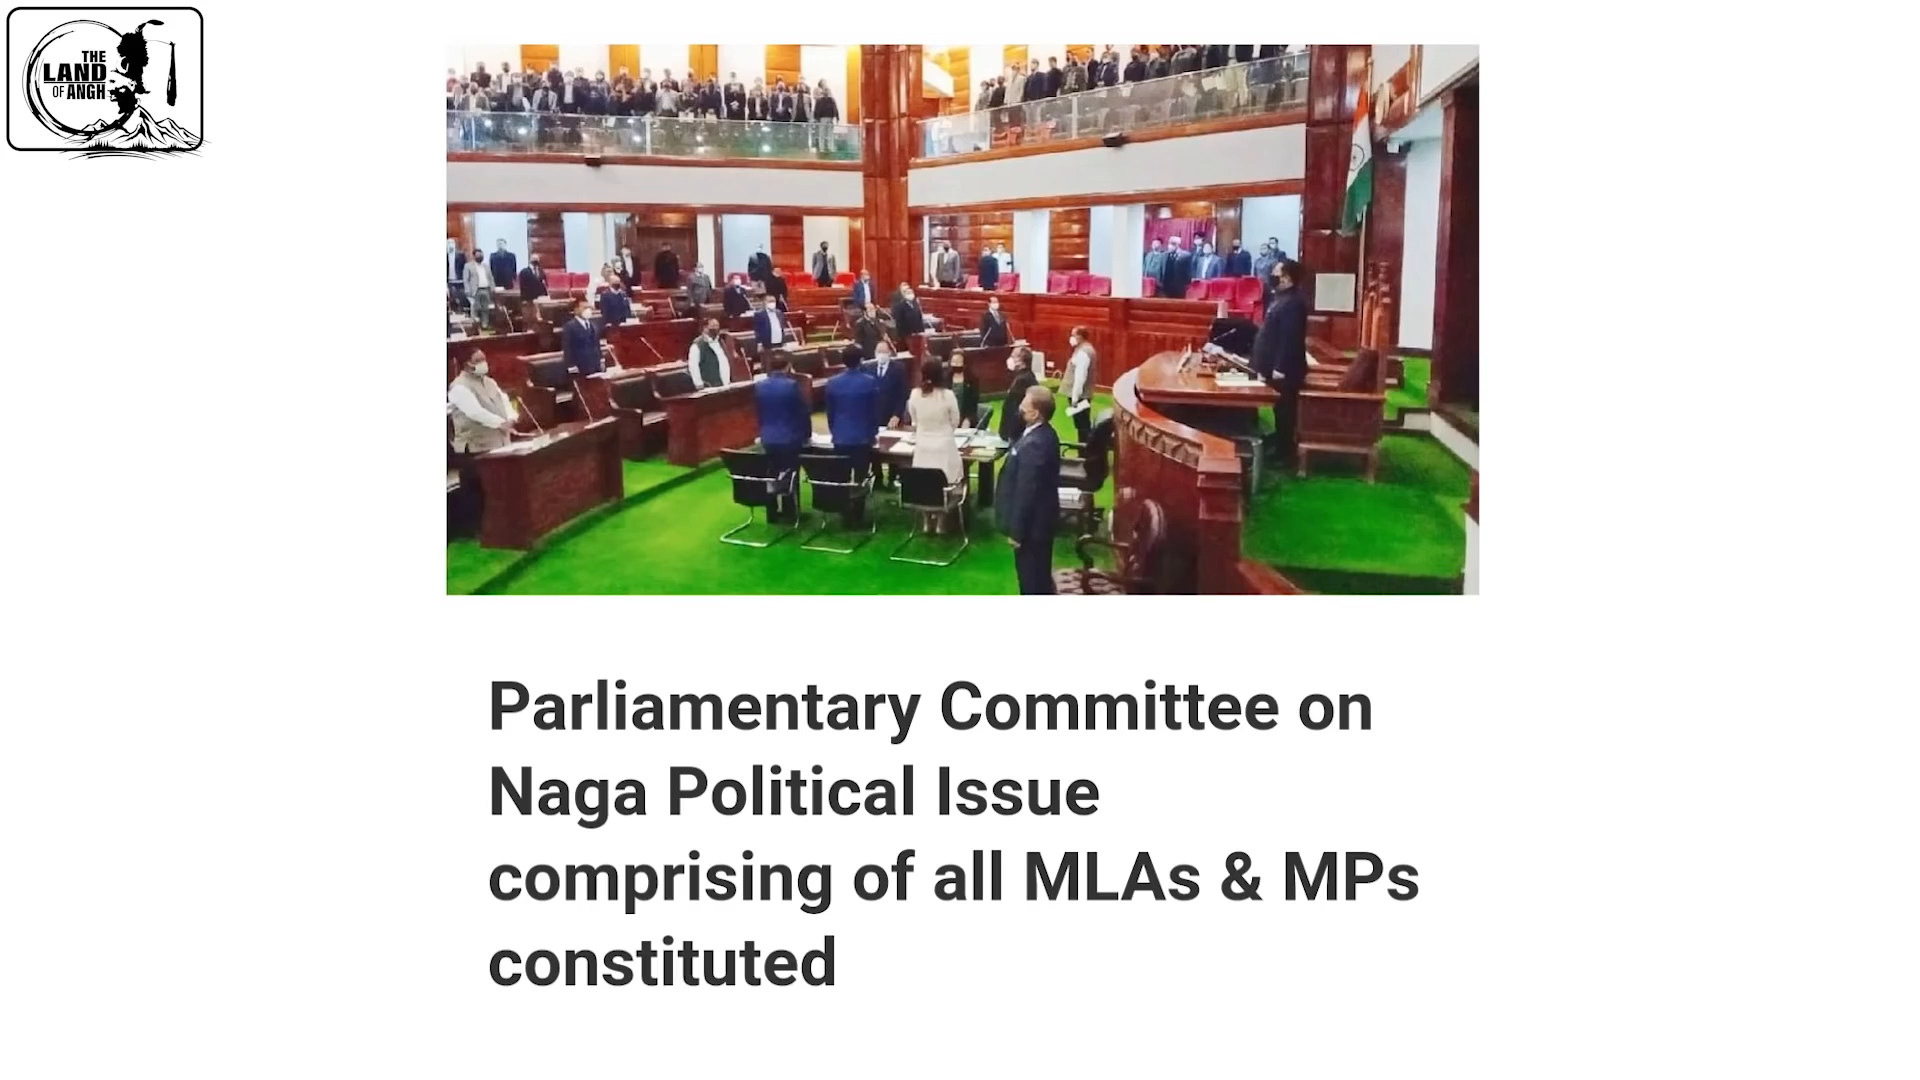 THE
LAND
OF ANGH
Parliamentary Committee on
Naga Political Issue
comprising of all MLAs & MPs
constituted